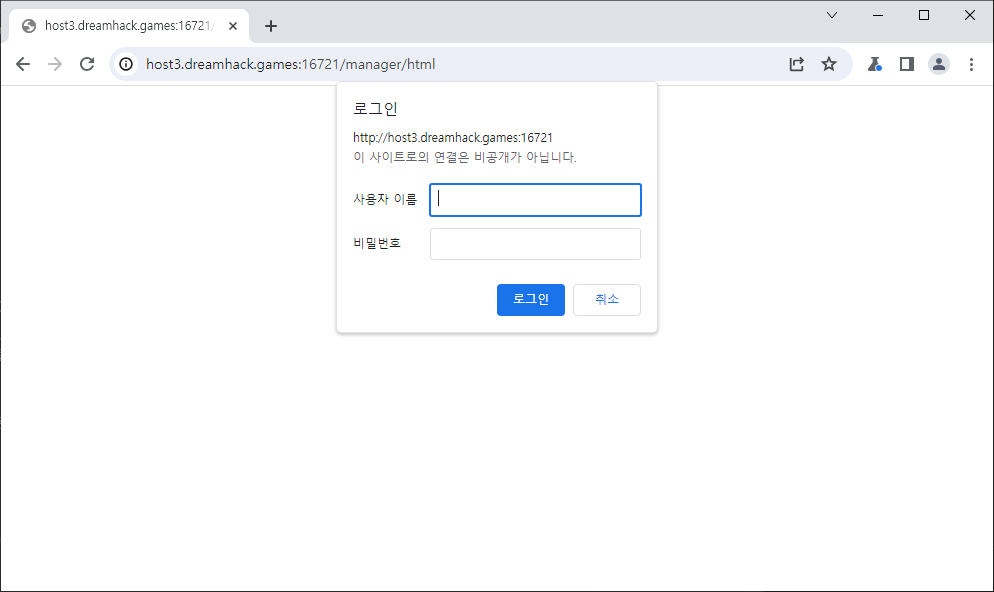 host3.dreamhack.games:16721/
host3.dreamhack.games:16721/manager/html
로그인
http://host3.dreamhack.games:16721
이 사이트로의 연결은 비공개가 아닙니다.
사용자 이름
비밀번호
로그인 취소